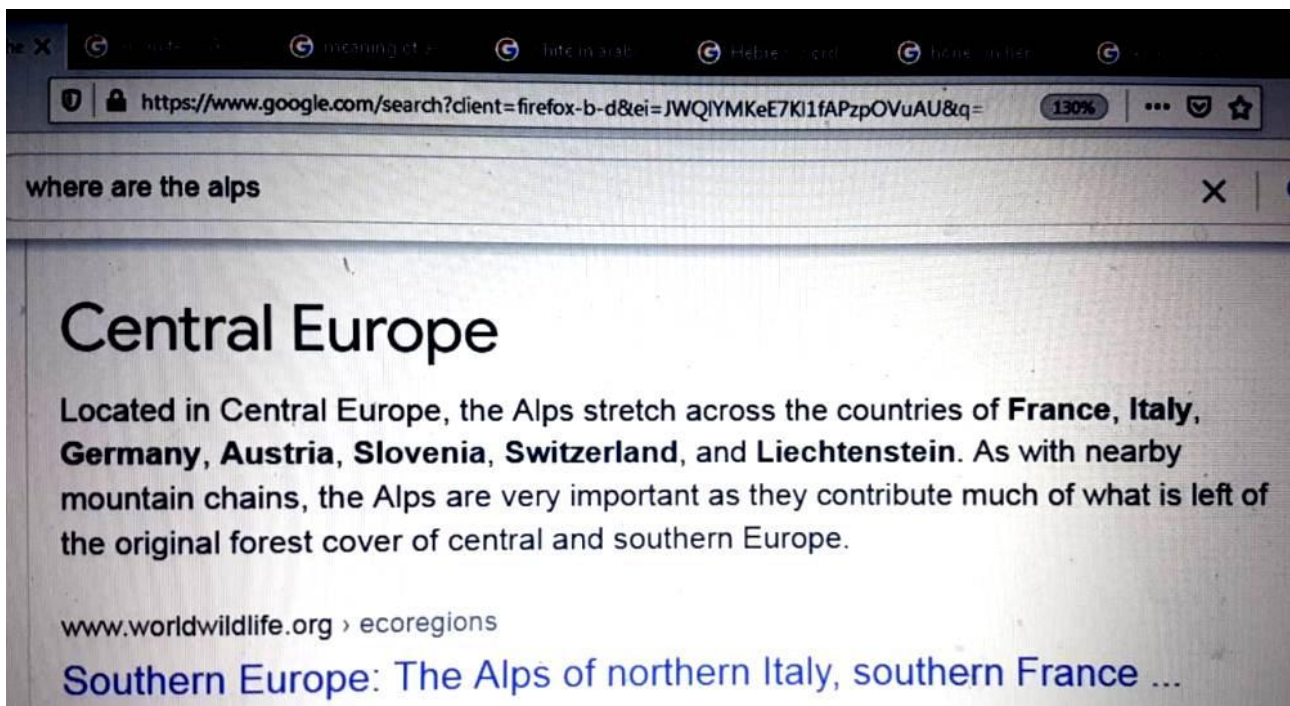 meaning of
https://www.google.com/search?client=firefox-b-d&ei=JWQlYMKeE7Kl1fAPzpOVuAU&q=
130%
where are the alps
Central Europe
Located in Central Europe, the Alps stretch across the countries of France, Italy,
Germany, Austria, Slovenia, Switzerland, and Liechtenstein. As with nearby
mountain chains, the Alps are very important as they contribute much of what is left of
the original forest cover of central and southern Europe.
www.worldwildlife.org › ecoregions
Southern Europe: The Alps of northern Italy, southern France ...